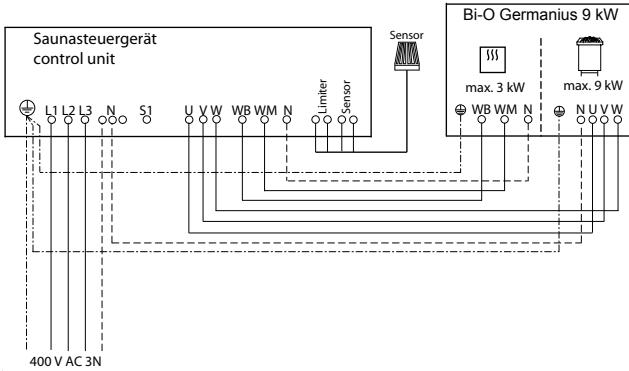 Bi-O Germanius 9 kW
Saunasteuergerät
control unit
Sensor
max. 3 kW
max. 9 kW
L1 L2 L3 N S1 U V W WB WM N
Limiter
Sensor
WB WM N
N U V W
400 V AC 3N